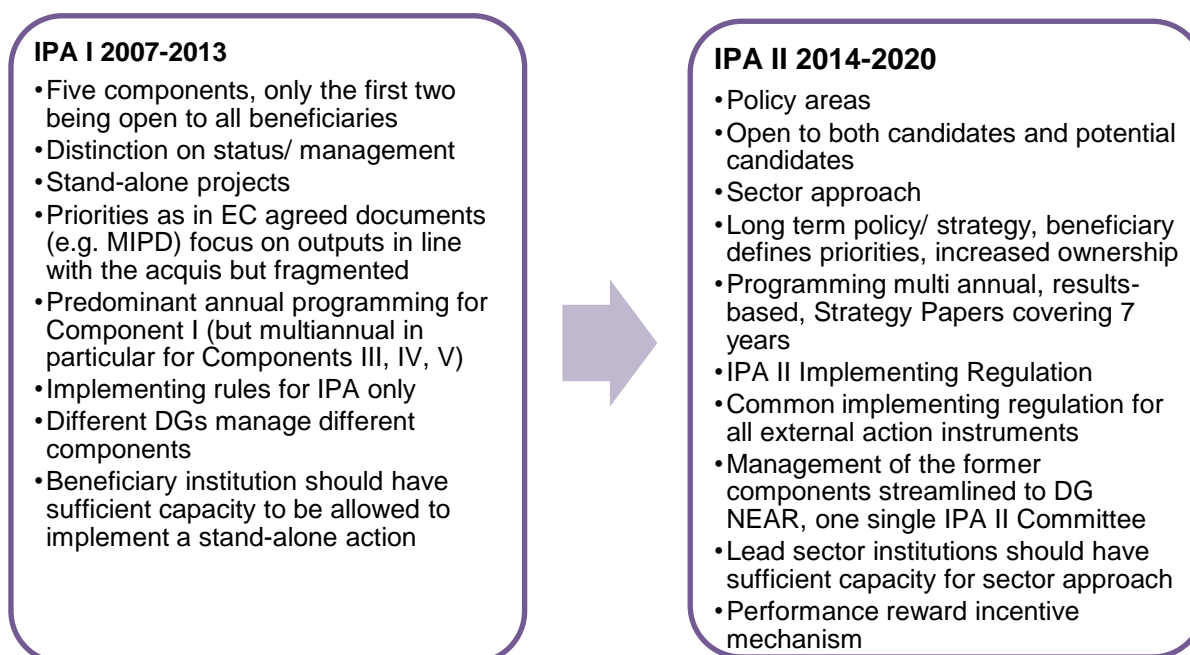 IPA I 2007-2013
•Five components, only the first two
being open to all beneficiaries
•Distinction on status/ management
•Stand-alone projects
•Priorities as in EC agreed documents
(e.g. MIPD) focus on outputs in line
with the acquis but fragmented
•Predominant annual programming for
Component I (but multiannual in
particular for Components III, IV, V)
•Implementing rules for IPA only
•Different DGs manage different
components
•Beneficiary institution should have
sufficient capacity to be allowed to
implement a stand-alone action
IPA II 2014-2020
•Policy areas
•Open to both candidates and potential
candidates
•Sector approach
•Long term policy/ strategy, beneficiary
defines priorities, increased ownership
•Programming multi annual, results-
based, Strategy Papers covering 7
years
•IPA II Implementing Regulation
•Common implementing regulation for
all external action instruments
•Management of the former
components streamlined to DG
NEAR, one single IPA II Committee
•Lead sector institutions should have
sufficient capacity for sector approach
•Performance reward incentive
mechanism